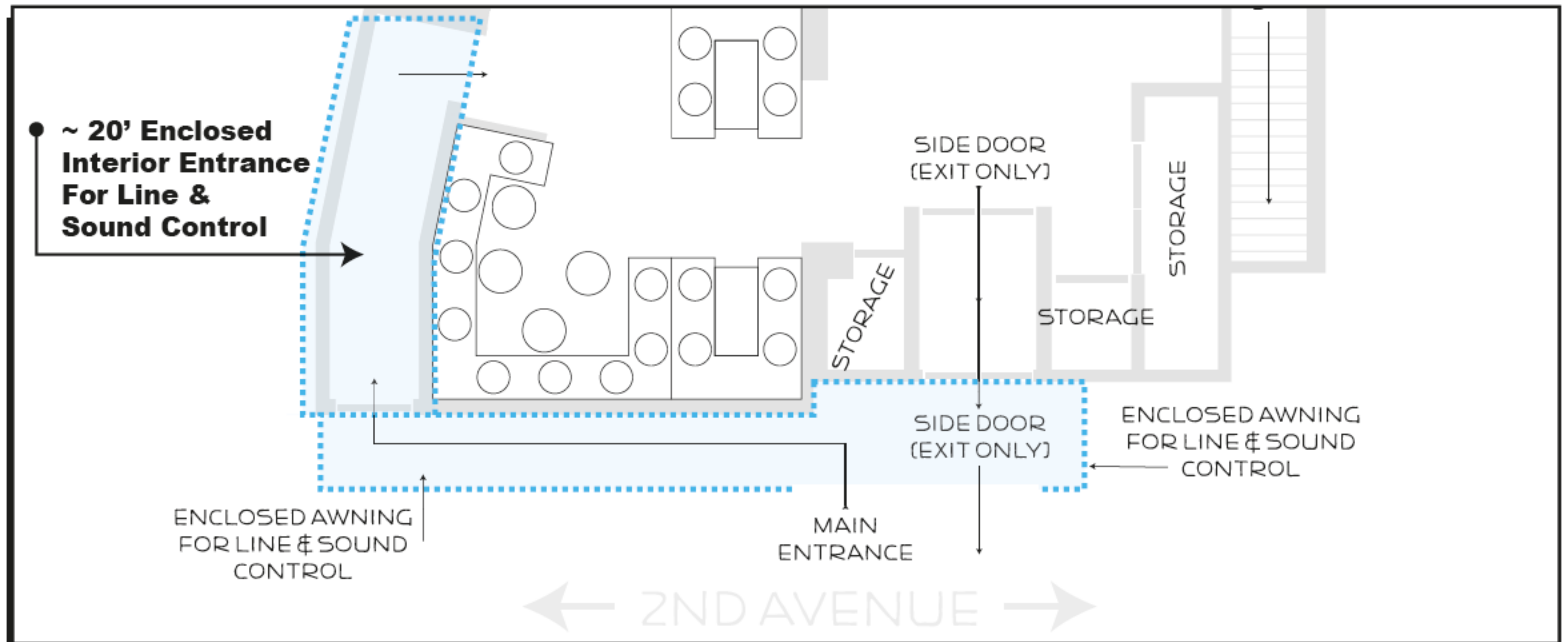 ~ 20’ Enclosed
Interior Entrance
For Line &
Sound Control
SIDE DOOR
(EXIT ONLY)
STORAGE
STORAGE
STORAGE
SIDE DOOR
(EXIT ONLY)
ENCLOSED AWNING
FOR LINE & SOUND
CONTROL
ENCLOSED AWNING
FOR LINE & SOUND
CONTROL
MAIN
ENTRANCE
2ND AVENUE